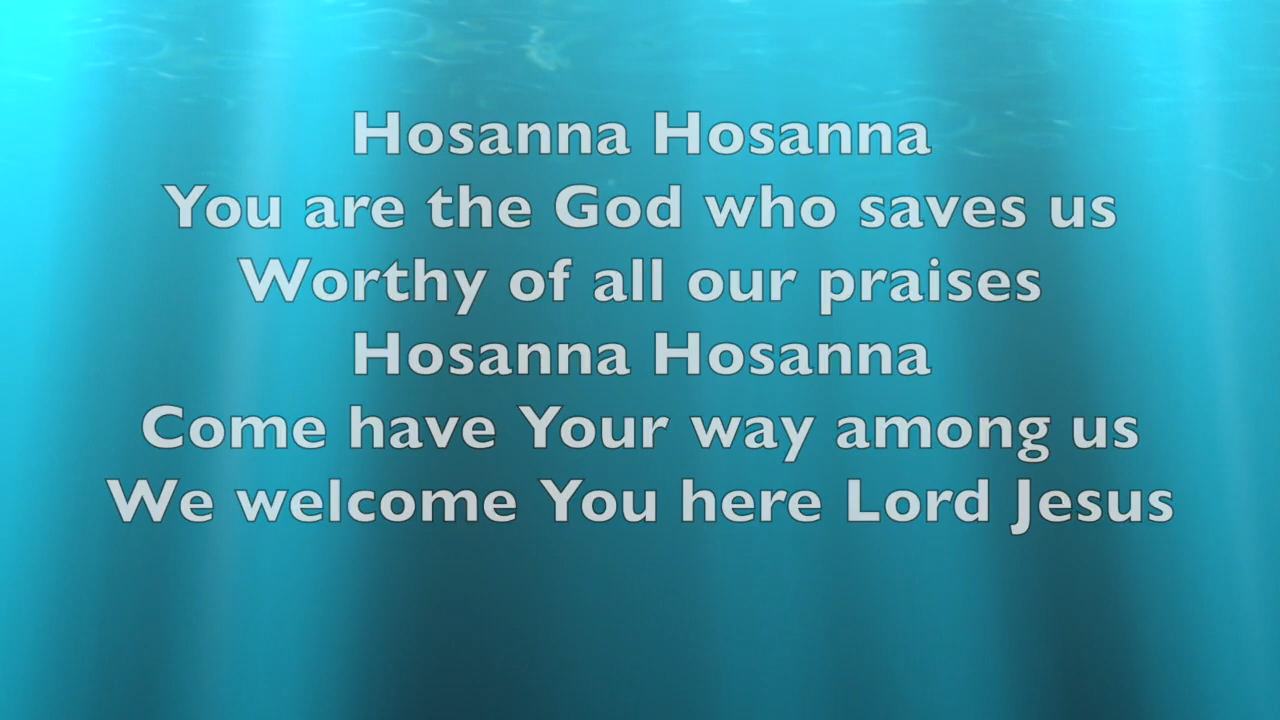 Hosanna Hosanna
You are the God who saves us
Worthy of all our praises
Hosanna Hosanna
Come have Your way among us
We welcome You here Lord Jesus